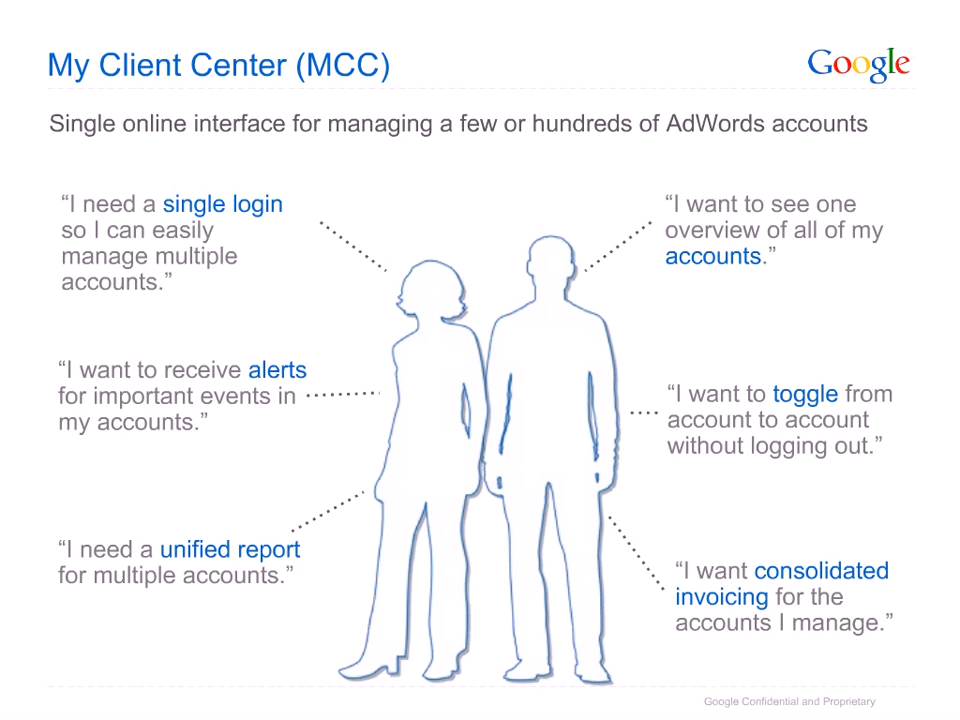 My Client Center (MCC)
Google
Single online interface for managing a few or hundreds of AdWords accounts
“I need a single login
so I can easily
manage multiple
accounts.”
“I want to see one
overview of all of my
accounts.”
“I want to receive alerts
for important events in
my accounts.”
“I want to toggle from
account to account
without logging out.”
“I need a unified report
for multiple accounts.”
“I want consolidated
invoicing for the
accounts I manage.”
Google Confidential and Proprietary